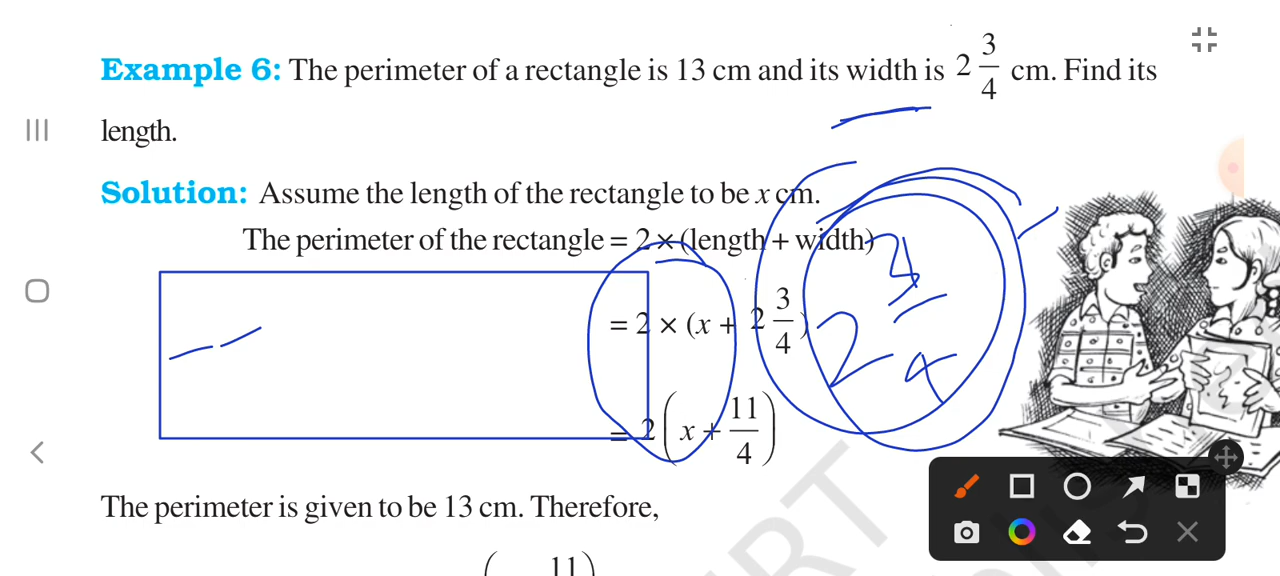 Example 6: The perimeter of a rectangle is 13 cm and its width is 2 3/4 cm. Find its
length.
Solution: Assume the length of the rectangle to be x cm.
The perimeter of the rectangle = 2 × (length + width)
= 2 × (x + 2 3/4)
= 2 (x + 11/4)
2 4
The perimeter is given to be 13 cm. Therefore,
11